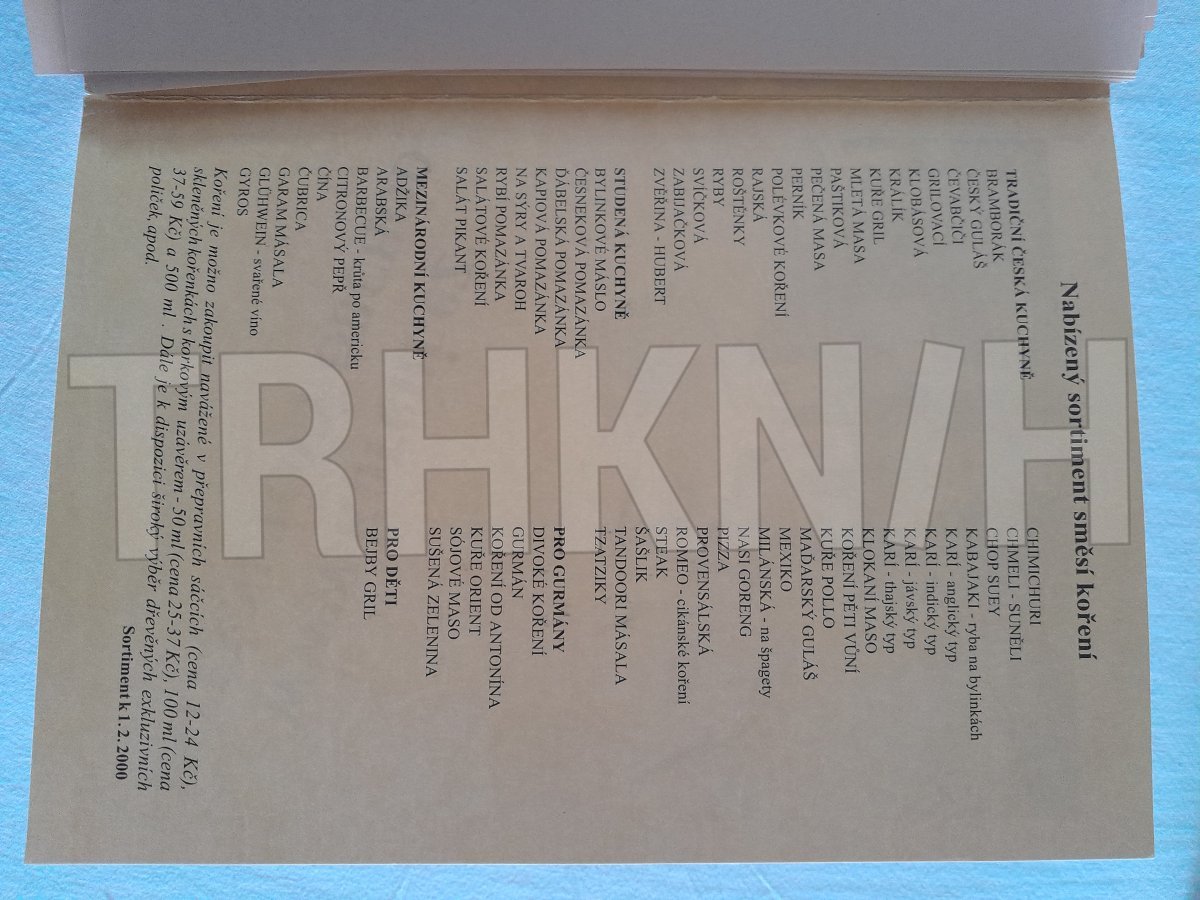 Nabízený sortiment směsí koření
TRADIČNÍ ČESKÁ KUCHYNĚ
BRAMBORÁK
ČESKÝ GULÁŠ
ČEVABČIČI
GRILOVACÍ
KLOBÁSOVÁ
KRÁLÍK
KUŘE GRIL
MLETÁ MASA
PAŠTIKOVÁ
PEČENÁ MASA
PERNÍK
POLÉVKOVÉ KOŘENÍ
RAJSKÁ
ROŠTĚNKY
RYBY
SVÍČKOVÁ
ZABIJAČKOVÁ
ZVĚŘINA - HUBERT
STUDENÁ KUCHYNĚ
BYLINKOVÉ MÁSLO
ČESNEKOVÁ POMAZÁNKA
ĎÁBELSKÁ POMAZÁNKA
KAPIOVÁ POMAZÁNKA
NA SÝRY A TVAROH
RYBÍ POMAZÁNKA
SALÁTOVÉ KOŘENÍ
SALÁT PIKANT
MEZINÁRODNÍ KUCHYNĚ
ADŽIKA
ARABSKÁ
BARBECUE - krůta po americku
CITRONOVÝ PEPŘ
ČÍNA
ČUBRICA
GARAM MÁSALA
GLÜHWEIN - svařené víno
GYROS
CHIMICHURI
CHMELI - SUNĚLI
CHOP SUEY
KABAJAKI - ryba na bylinkách
KARÍ - anglický typ
KARÍ - indický typ
KARÍ - jávský typ
KARÍ - thajský typ
KLOKANÍ MASO
KOŘENÍ PĚTI VŮNÍ
KUŘE POLLO
MAĎARSKÝ GULÁŠ
MEXIKO
MILÁNSKÁ - na špagety
NASI GORENG
PIZZA
PROVENSÁLSKÁ
ROMEO - cikánské koření
STEAK
ŠAŠLIK
TANDOORI MÁSALA
TZATZIKY
PRO GURMÁNY
DIVOKÉ KOŘENÍ
GURMÁN
KOŘENÍ OD ANTONÍNA
KUŘE ORIENT
SÓJOVÉ MASO
SUŠENÁ ZELENINA
PRO DĚTI
BEJBY GRIL
Koření je možno zakoupit navážené v přepravních sáčcích (cena 12-24 Kč),
skleněných kořenkách s korkovým uzávěrem - 50 ml (cena 25-37 Kč), 100 ml (cena
37-59 Kč) a 500 ml . Dále je k dispozici široký výběr dřevěných exkluzivních
poliček, apod.
Sortiment k 1. 2. 2000
TRHKNI/H